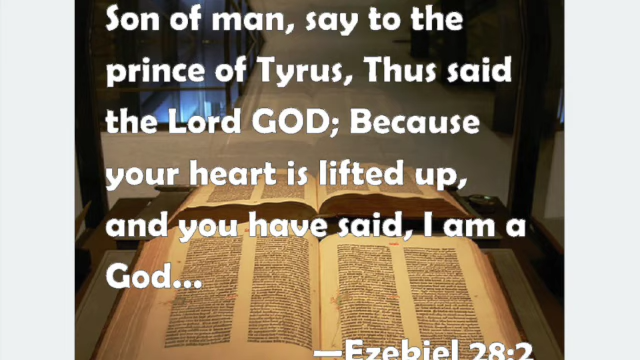 Son of man, say to the
prince of Tyrus, Thus said
the Lord GOD; Because
your heart is lifted up,
and you have said, I am a
God...
—Ezekiel 28:2